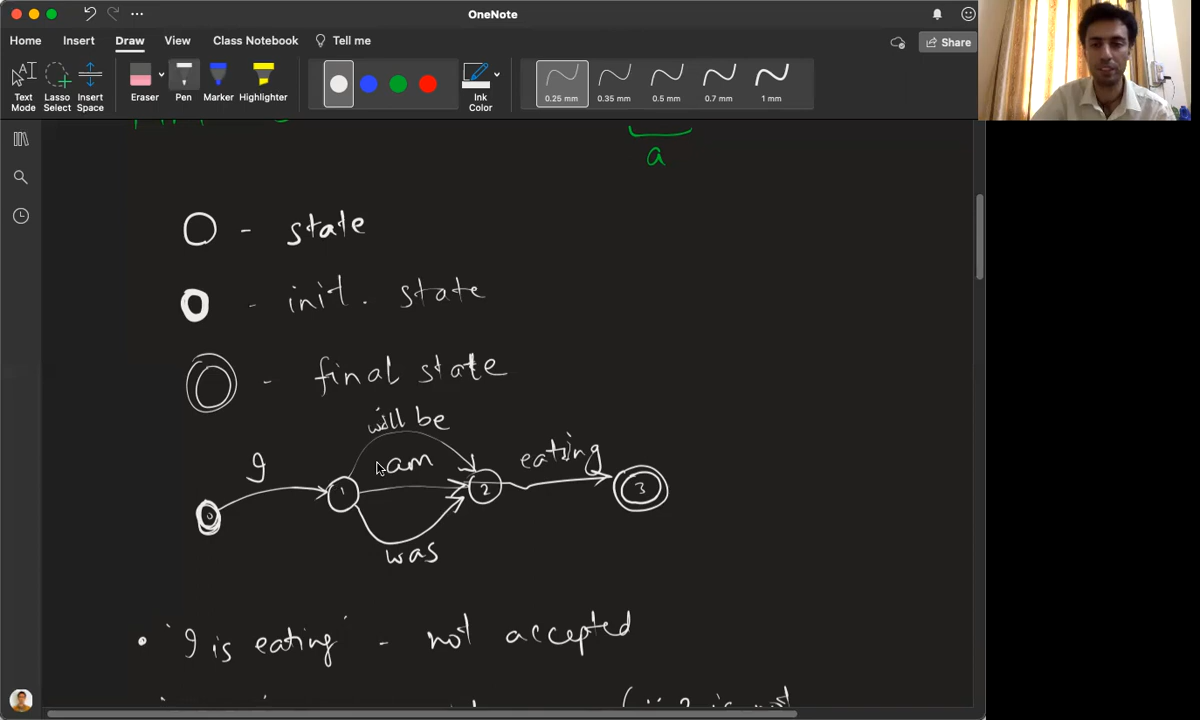 OneNote
Home Insert Draw View Class Notebook Tell me
Share
Text Mode
Lasso Select
Insert Space
Eraser
Pen
Marker
Highlighter
Ink Color
0.25 mm 0.35 mm 0.5 mm 0.7 mm 1 mm
a
- state
- init. state
- final state
will be
I am eating
0 1 2 3
was
• 'I is eating' - not accepted
is not